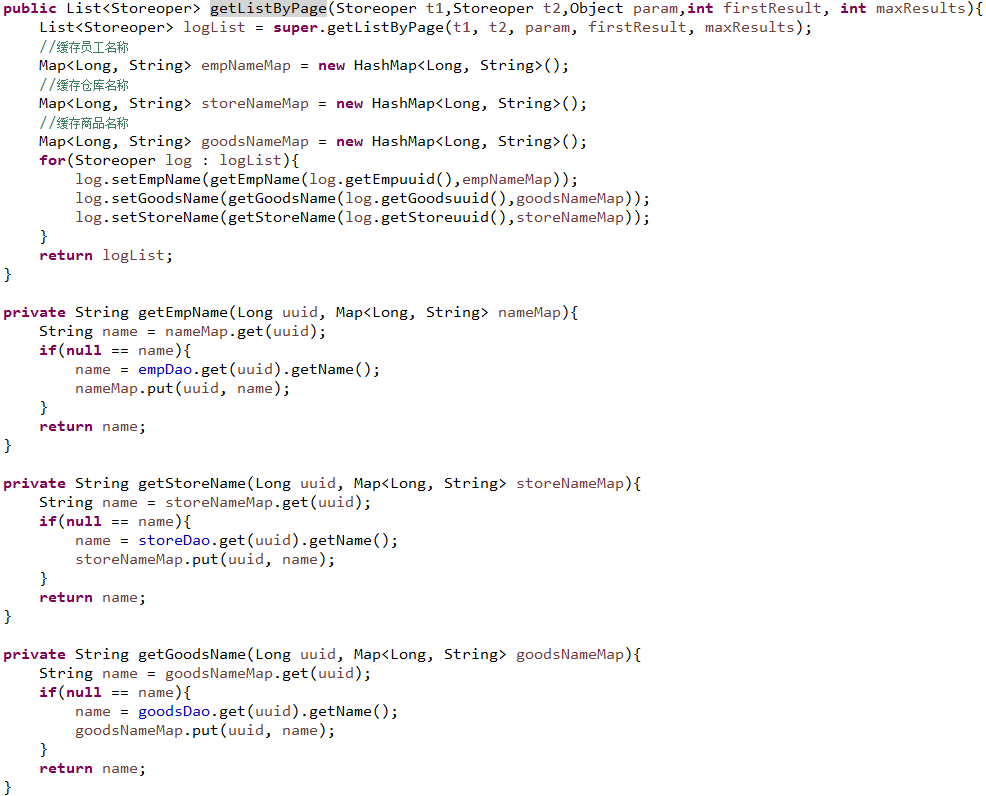 public List<Storeoper> getListByPage(Storeoper t1,Storeoper t2,Object param,int firstResult, int maxResults){
    List<Storeoper> logList = super.getListByPage(t1, t2, param, firstResult, maxResults);
    //缓存员工名称
    Map<Long, String> empNameMap = new HashMap<Long, String>();
    //缓存仓库名称
    Map<Long, String> storeNameMap = new HashMap<Long, String>();
    //缓存商品名称
    Map<Long, String> goodsNameMap = new HashMap<Long, String>();
    for(Storeoper log : logList){
        log.setEmpName(getEmpName(log.getEmpuuid(),empNameMap));
        log.setGoodsName(getGoodsName(log.getGoodsuuid(),goodsNameMap));
        log.setStoreName(getStoreName(log.getStoreuuid(),storeNameMap));
    }
    return logList;
}

private String getEmpName(Long uuid, Map<Long, String> nameMap){
    String name = nameMap.get(uuid);
    if(null == name){
        name = empDao.get(uuid).getName();
        nameMap.put(uuid, name);
    }
    return name;
}

private String getStoreName(Long uuid, Map<Long, String> storeNameMap){
    String name = storeNameMap.get(uuid);
    if(null == name){
        name = storeDao.get(uuid).getName();
        storeNameMap.put(uuid, name);
    }
    return name;
}

private String getGoodsName(Long uuid, Map<Long, String> goodsNameMap){
    String name = goodsNameMap.get(uuid);
    if(null == name){
        name = goodsDao.get(uuid).getName();
        goodsNameMap.put(uuid, name);
    }
    return name;
}